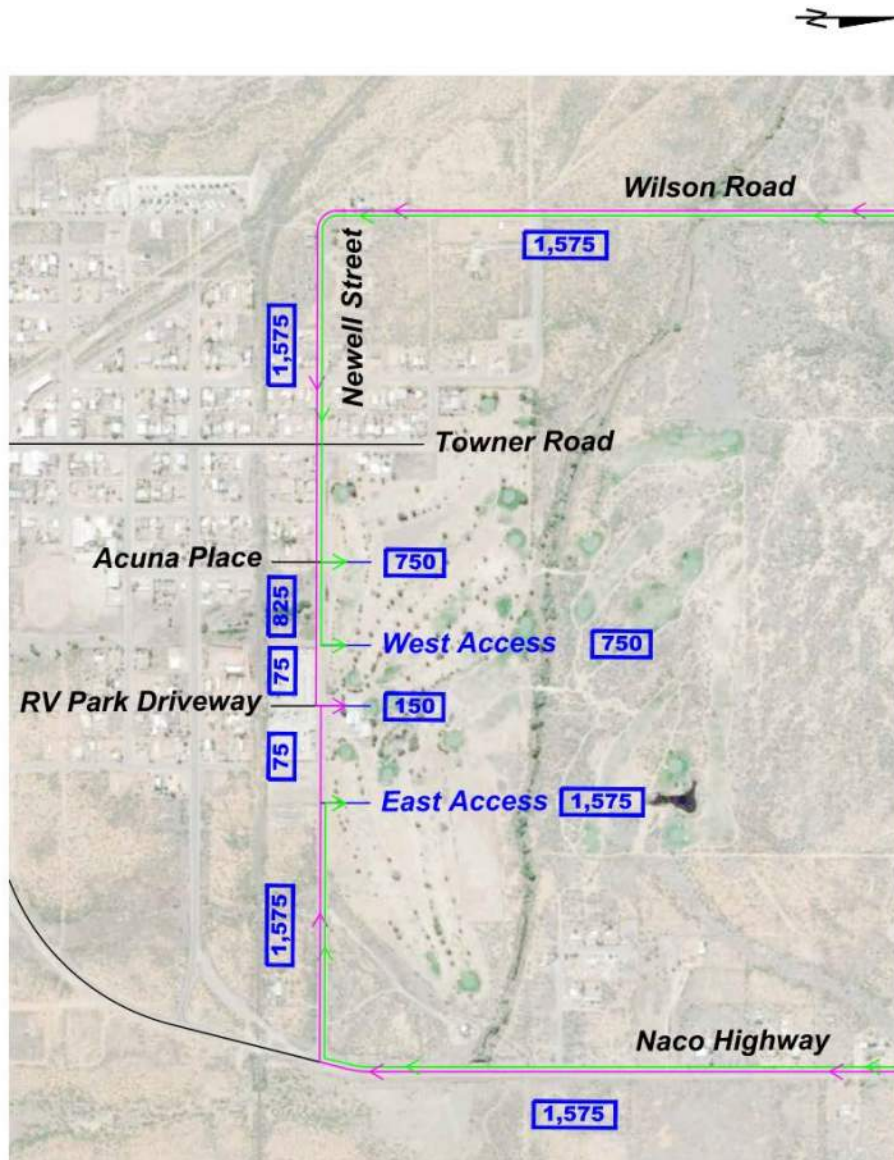 N
Wilson Road
1,575
1,575
Newell Street
Towner Road
Acuna Place
750
825
West Access
750
75
RV Park Driveway
150
75
East Access
1,575
1,575
Naco Highway
1,575